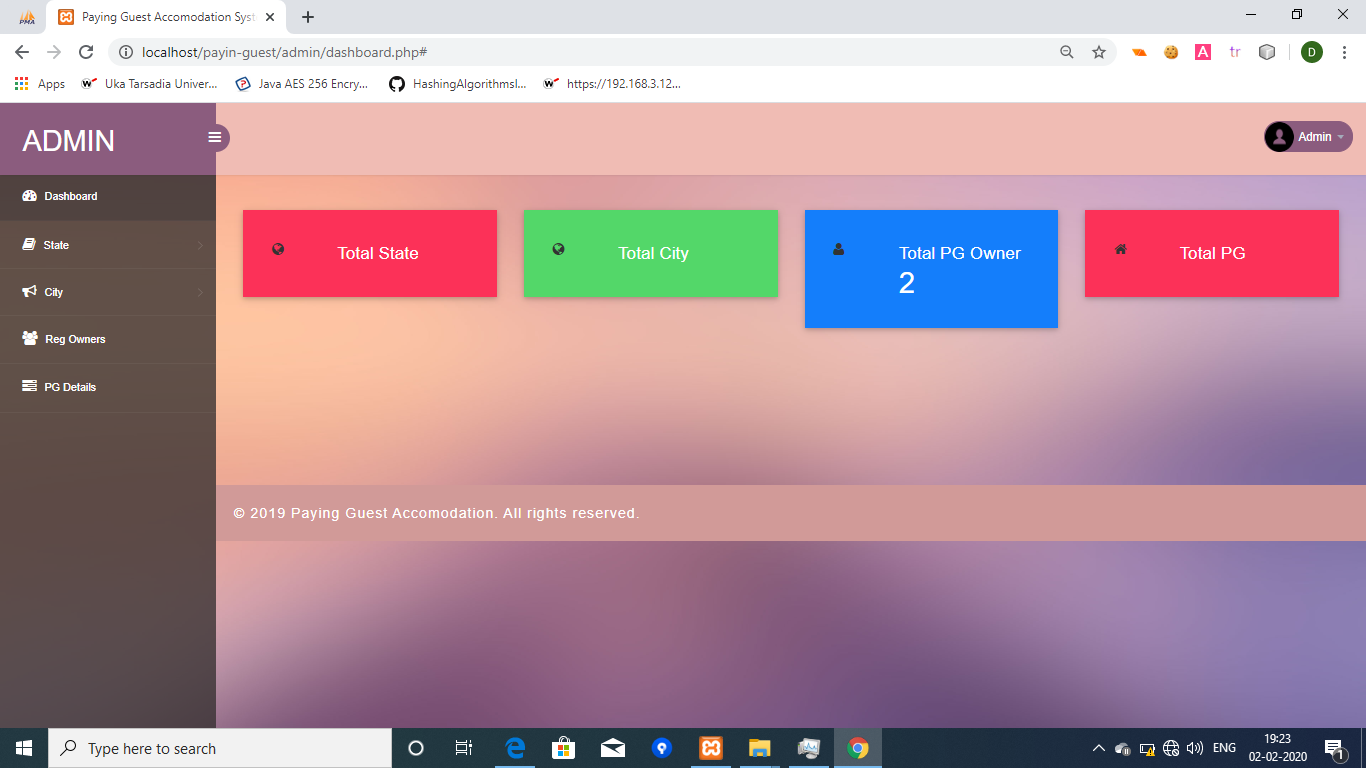 PMA
Paying Guest Accomodation Syst
localhost/payin-guest/admin/dashboard.php#
A
tr
D
Apps
Uka Tarsadia Univer...
Java AES 256 Encry...
HashingAlgorithmsI...
https://192.168.3.12...
ADMIN
Admin
Dashboard
State
City
Reg Owners
PG Details
Total State
Total City
Total PG Owner
2
Total PG
© 2019 Paying Guest Accomodation. All rights reserved.
Type here to search
ENG
19:23
02-02-2020
1